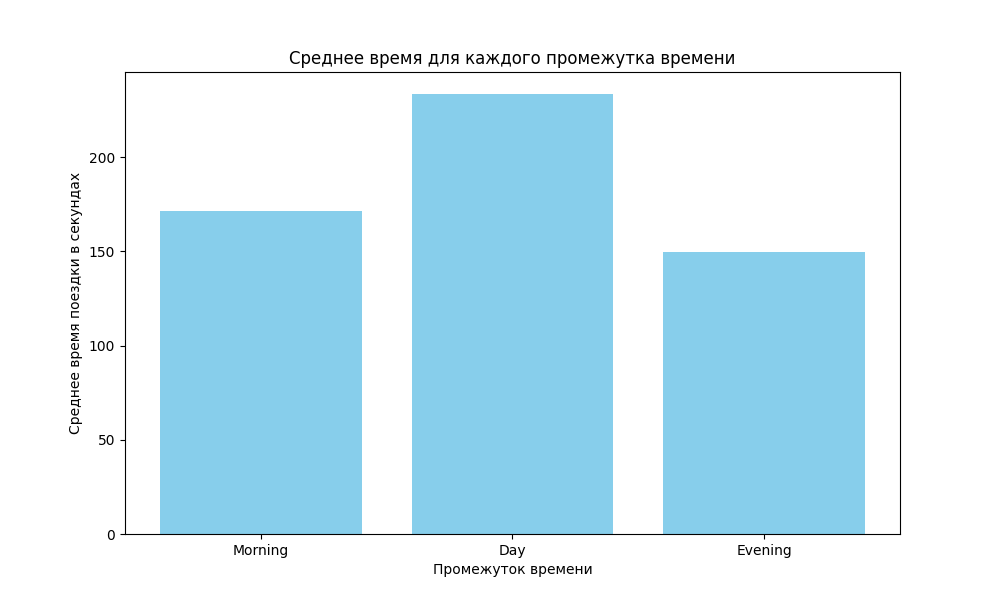 Среднее время для каждого промежутка времени
Среднее время поездки в секундах
200
150
100
50
0
Morning
Day
Evening
Промежуток времени